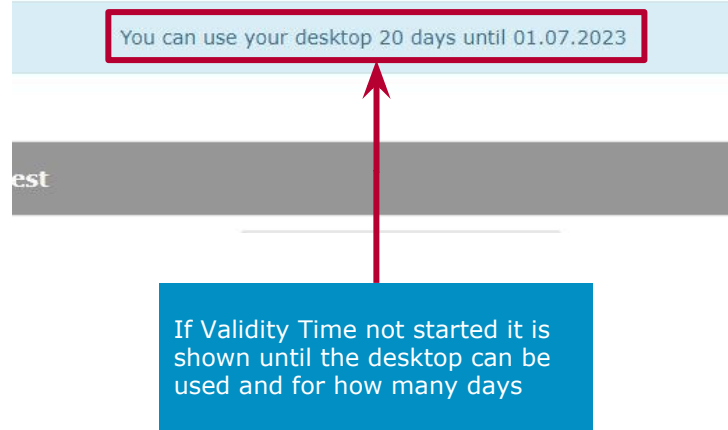 You can use your desktop 20 days until 01.07.2023
est
If Validity Time not started it is
shown until the desktop can be
used and for how many days